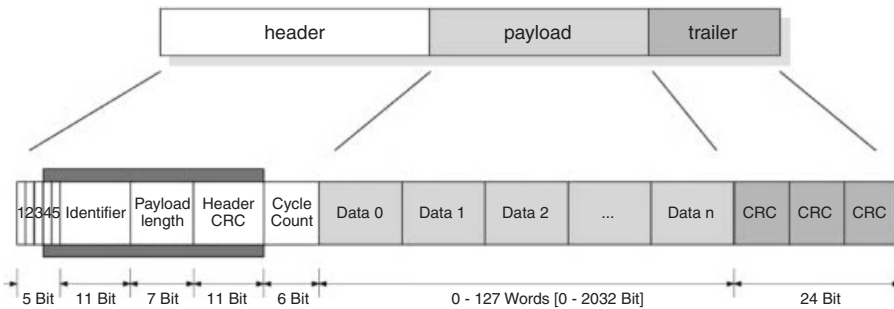 header payload trailer
12345 Identifier Payload length Header CRC Cycle Count Data 0 Data 1 Data 2 ... Data n CRC CRC CRC
5 Bit 11 Bit 7 Bit 11 Bit 6 Bit 0 - 127 Words [0 - 2032 Bit] 24 Bit